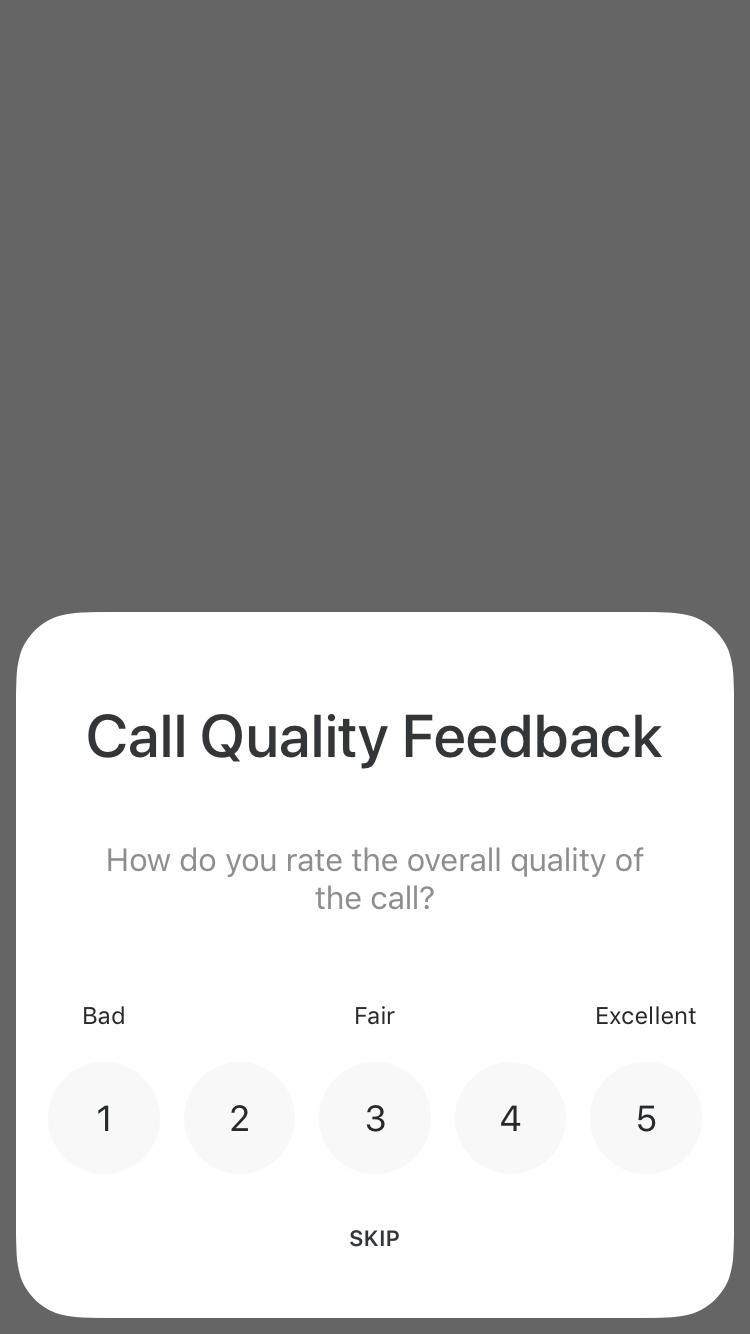 Call Quality Feedback
How do you rate the overall quality of
the call?
Bad Fair Excellent
1 2 3 4 5
SKIP